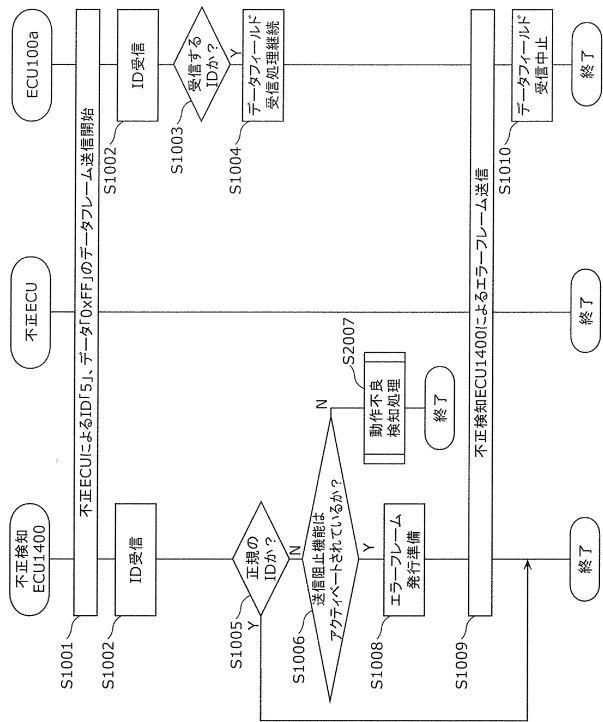 不正検知
ECU1400
不正ECU
ECU100a
S1001
不正ECUによるID「5」、データ「0xFF」のデータフレーム送信開始
S1002
ID受信
S1002
ID受信
S1003
受信する
IDか？
Y
S1004
データフィールド
受信処理継続
S1005
正規の
IDか？
Y
N
S1006
送信阻止機能は
アクティベートされているか？
N
Y
S2007
動作不良
検知処理
終了
S1008
エラーフレーム
発行準備
S1009
不正検知ECU1400によるエラーフレーム送信
S1010
データフィールド
受信中止
終了
終了
終了